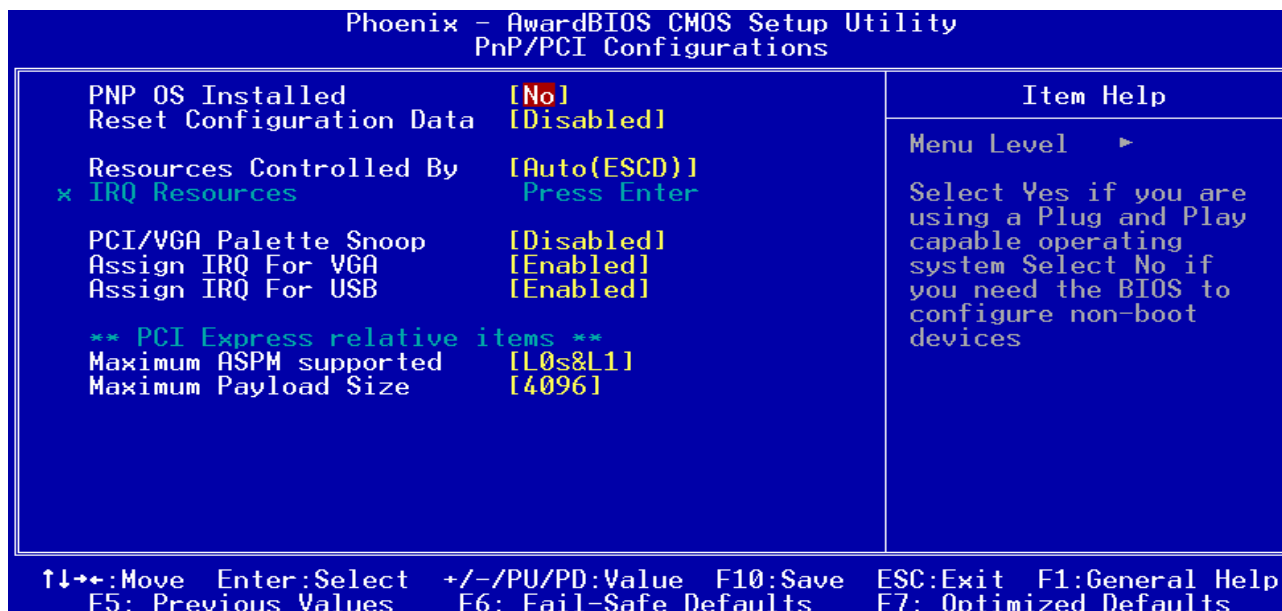 Phoenix - AwardBIOS CMOS Setup Utility
PnP/PCI Configurations
PNP OS Installed [No]
Reset Configuration Data [Disabled]
Resources Controlled By [Auto(ESCD)]
x IRQ Resources Press Enter
PCI/VGA Palette Snoop [Disabled]
Assign IRQ For VGA [Enabled]
Assign IRQ For USB [Enabled]
** PCI Express relative items **
Maximum ASPM supported [L0s&L1]
Maximum Payload Size [4096]
Item Help
Menu Level ►
Select Yes if you are
using a Plug and Play
capable operating
system Select No if
you need the BIOS to
configure non-boot
devices
↑↓→←:Move Enter:Select +/-/PU/PD:Value F10:Save ESC:Exit F1:General Help
F5: Previous Values F6: Fail-Safe Defaults F7: Optimized Defaults